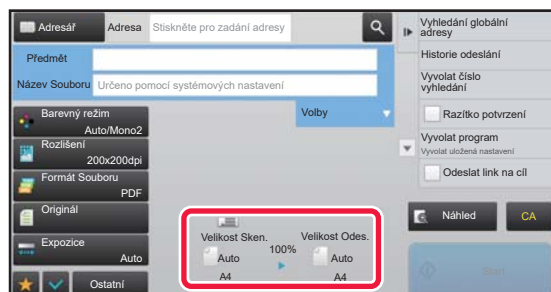 Adresář
Adresa
Stiskněte pro zadání adresy
Předmět
Název Souboru
Určeno pomocí systémových nastavení
Barevný režim
Auto/Mono2
Rozlišení
200x200dpi
Formát Souboru
PDF
Originál
Expozice
Auto
Ostatní
Volby
Velikost Sken.
100%
Velikost Odes.
Auto
Auto
A4
A4
Vyhledání globální
adresy
Historie odeslání
Vyvolat číslo
vyhledání
Razítko potvrzení
Vyvolat program
Vyvolat uložená nastavení
Odeslat link na cíl
Náhled
CA
Start